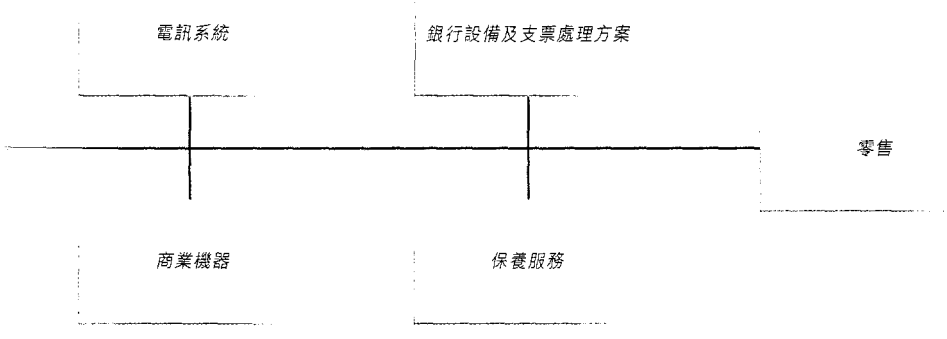 電訊系統
銀行設備及支票處理方案
零售
商業機器
保養服務